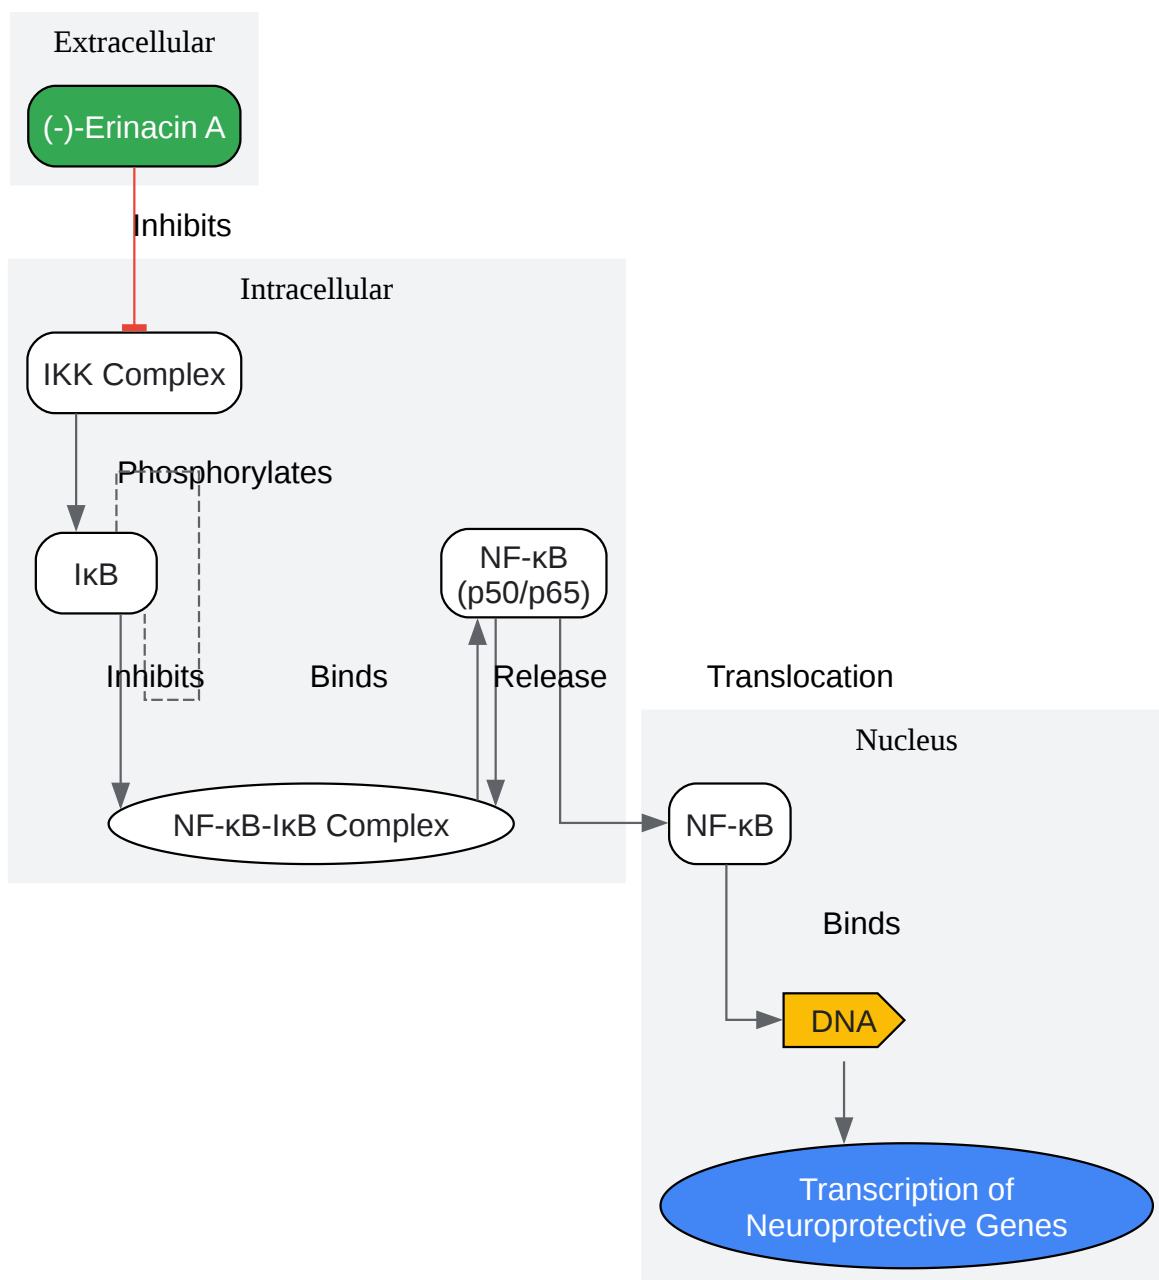 Extracellular
(-)-Erinacin A
Inhibits
Intracellular
IKK Complex
Phosphorylates
IκB
NF-κB
(p50/p65)
Inhibits
Binds
Release
Translocation
Nucleus
NF-κB-IκB Complex
NF-κB
Binds
DNA
Transcription of
Neuroprotective Genes